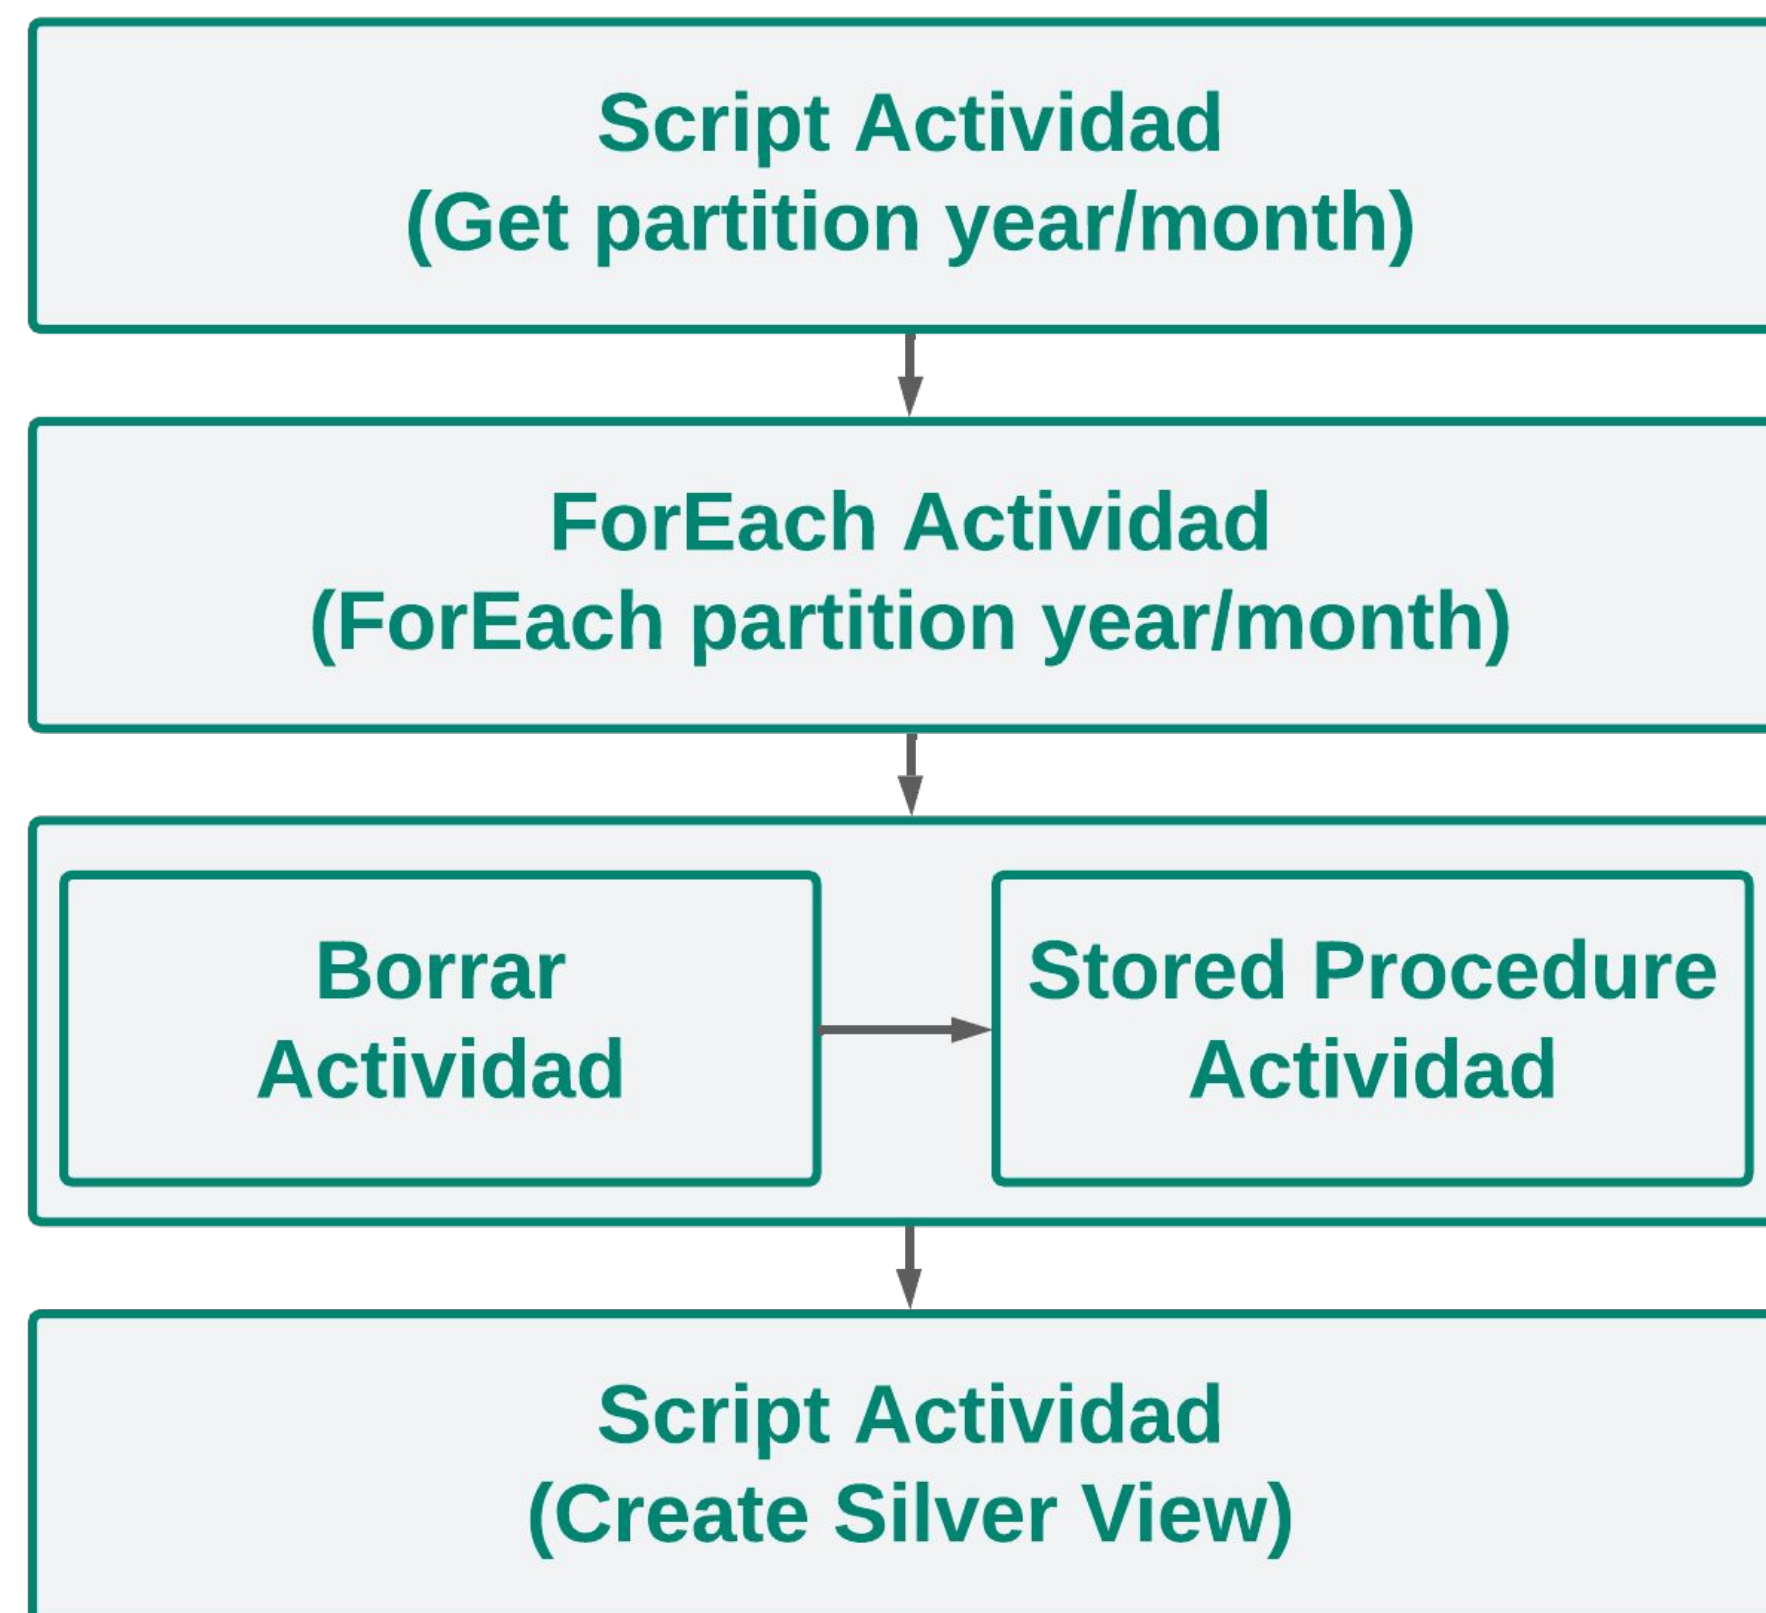 Script Actividad
(Get partition year/month)
ForEach Actividad
(ForEach partition year/month)
Borrar
Actividad
Stored Procedure
Actividad
Script Actividad
(Create Silver View)